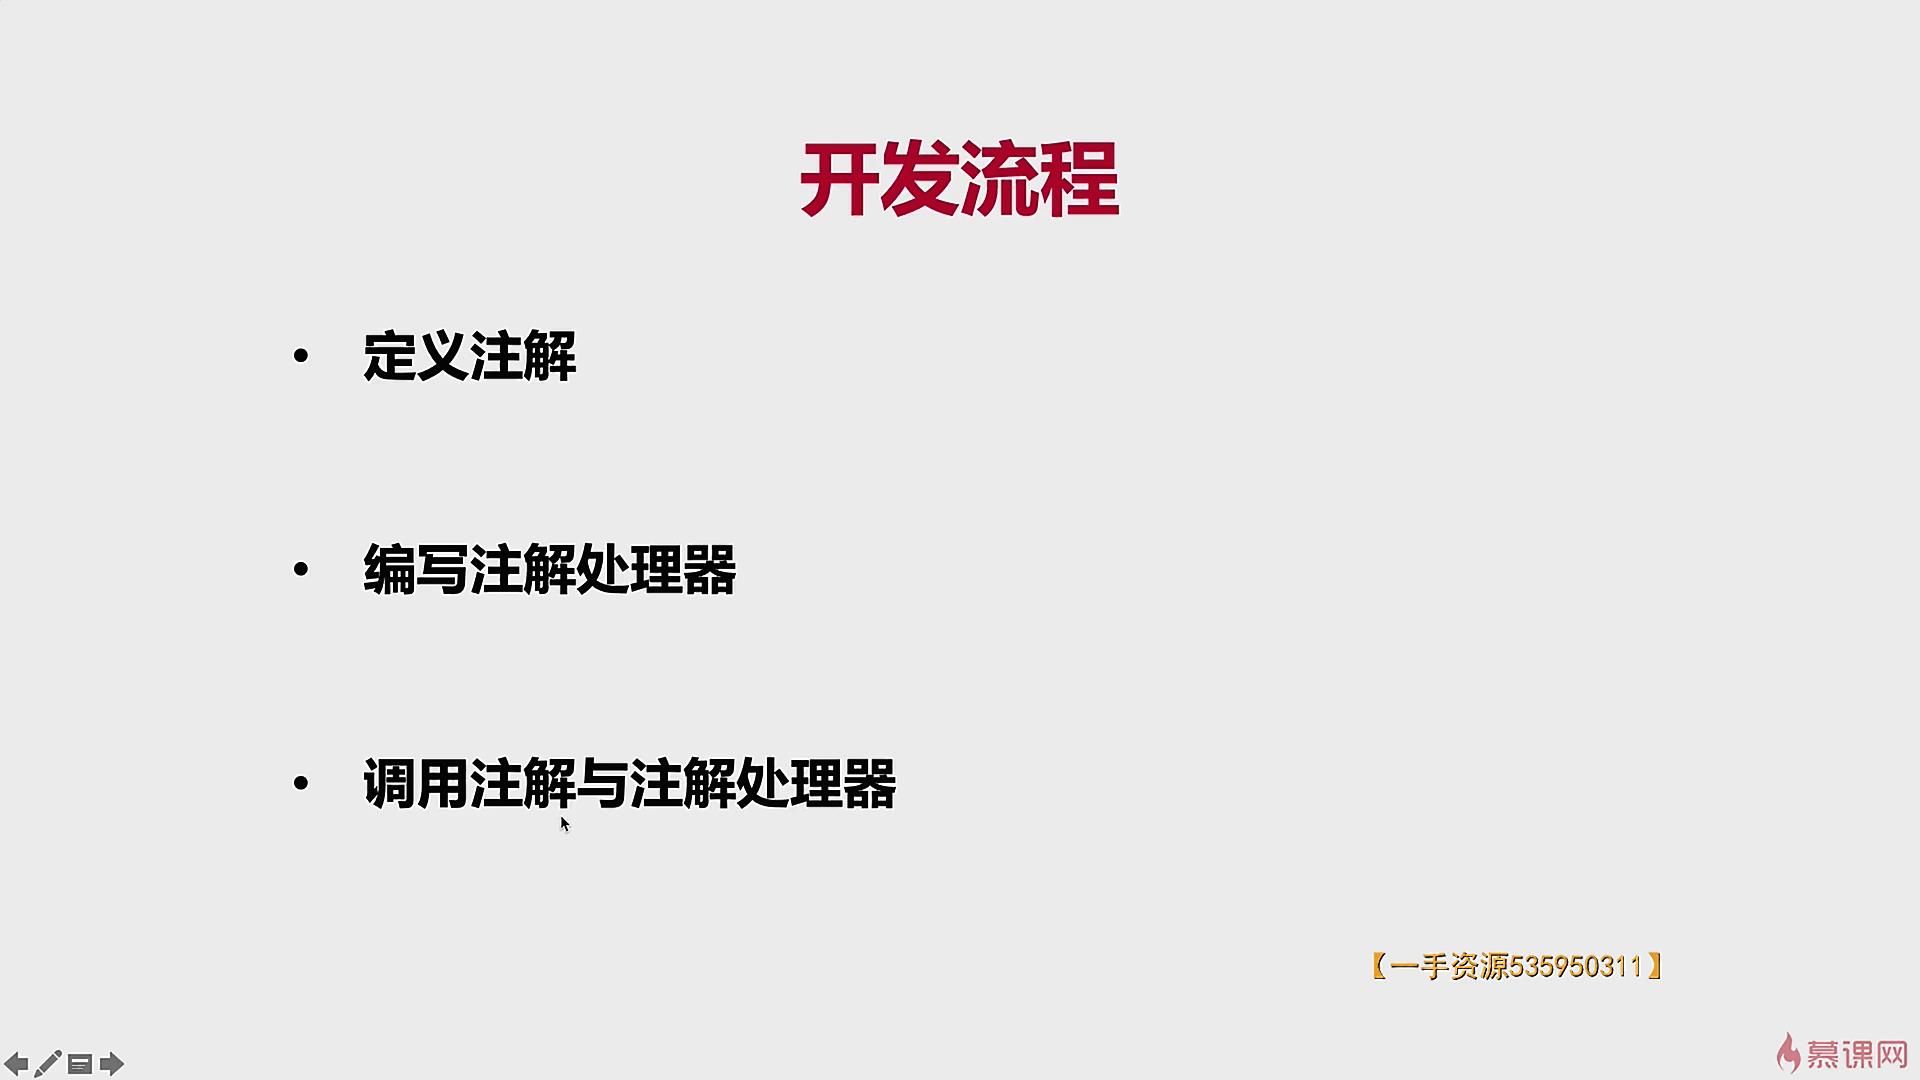 开发流程
• 定义注解
• 编写注解处理器
• 调用注解与注解处理器
【一手资源535950311】
慕课网